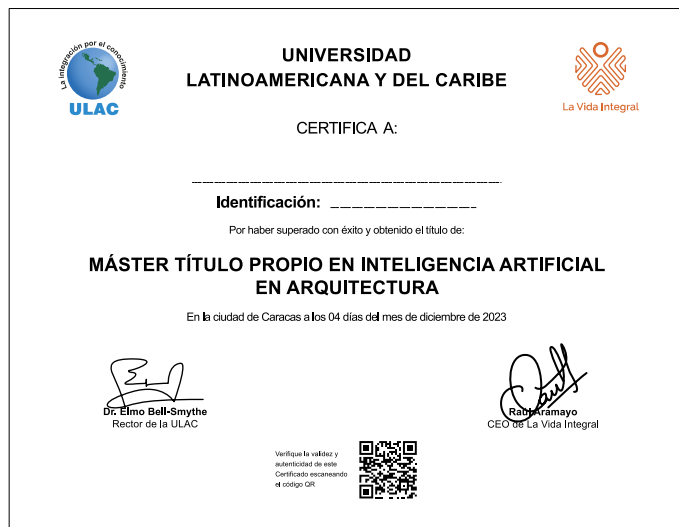 La integración por el conocimiento
ULAC
UNIVERSIDAD
LATINOAMERICANA Y DEL CARIBE
La Vida Integral
CERTIFICA A:
Identificación:
Por haber superado con éxito y obtenido el título de:
MÁSTER TÍTULO PROPIO EN INTELIGENCIA ARTIFICIAL
EN ARQUITECTURA
En la ciudad de Caracas a los 04 días del mes de diciembre de 2023
Dr. Elmo Bell-Smythe
Rector de la ULAC
Raúl Aramayo
CEO de La Vida Integral
Verifique la validez y
autenticidad de este
Certificado escaneando
el código QR